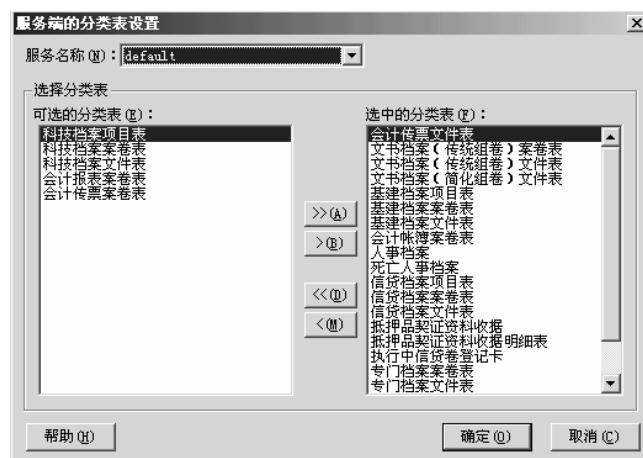 服务端的分类表设置
服务名称(N)：default
选择分类表
可选的分类表(E)：
科技档案项目表
科技档案案卷表
科技档案文件表
会计报表案卷表
会计传票案卷表
>>(A)
>(B)
<<(D)
<(M)
选中的分类表(F)：
会计传票文件表
文书档案(传统组卷)案卷表
文书档案(传统组卷)文件表
文书档案(简化组卷)文件表
基建档案项目表
基建档案案卷表
基建档案文件表
会计帐簿案卷表
人事档案
死亡人事档案
信贷档案项目表
信贷档案案卷表
信贷档案文件表
抵押品契证资料收据
抵押品契证资料收据明细表
执行中信贷卷登记卡
专门档案案卷表
专门档案文件表
帮助(H)
确定(O)
取消(C)